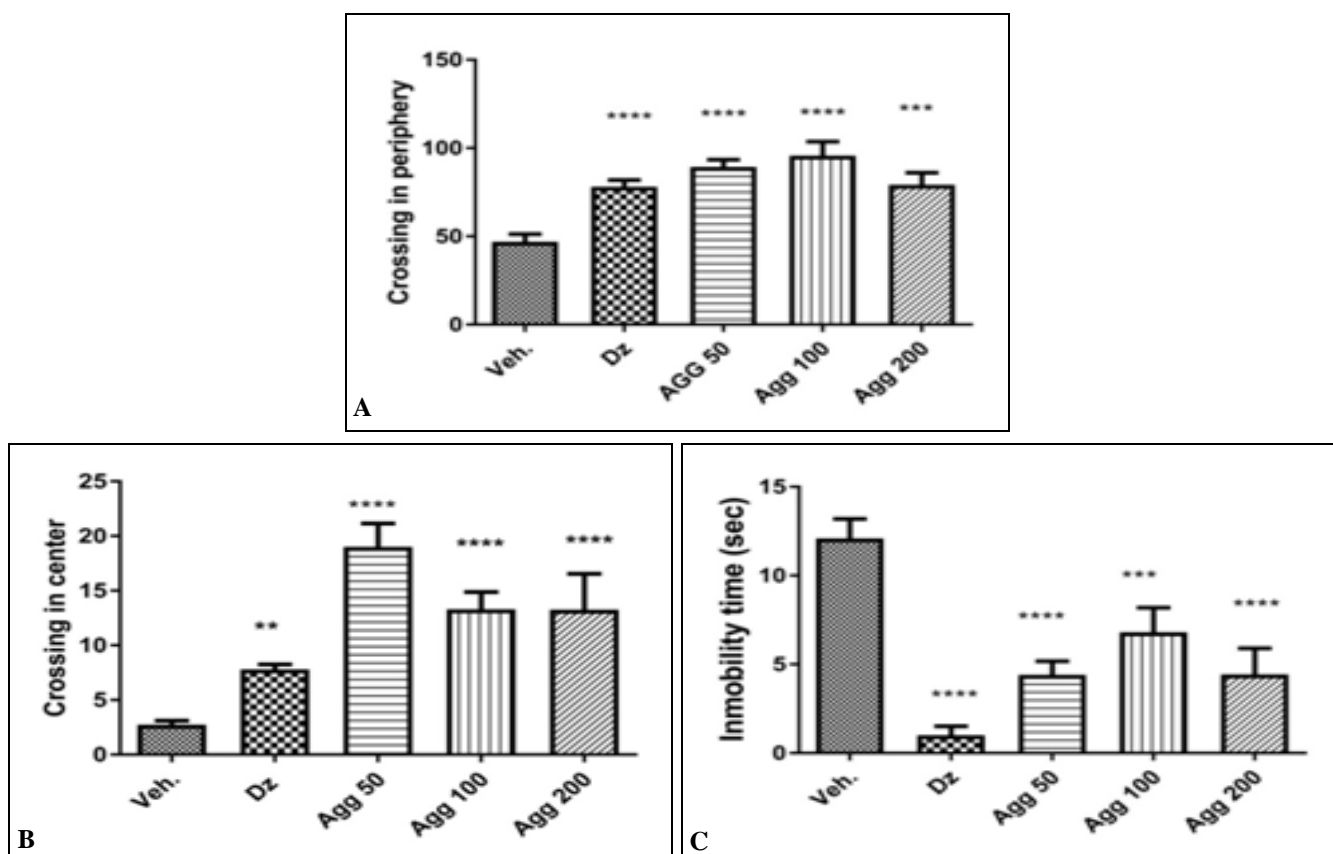 150
100
50
0
Crossing in periphery
****
****
****
***
Veh.
Dz
AGG 50
Agg 100
Agg 200
A
25
20
15
10
5
0
Crossing in center
**
****
****
****
Veh.
Dz
Agg 50
Agg 100
Agg 200
B
15
10
5
0
Inmobility time (sec)
****
****
***
****
Veh.
Dz
Agg 50
Agg 100
Agg 200
C